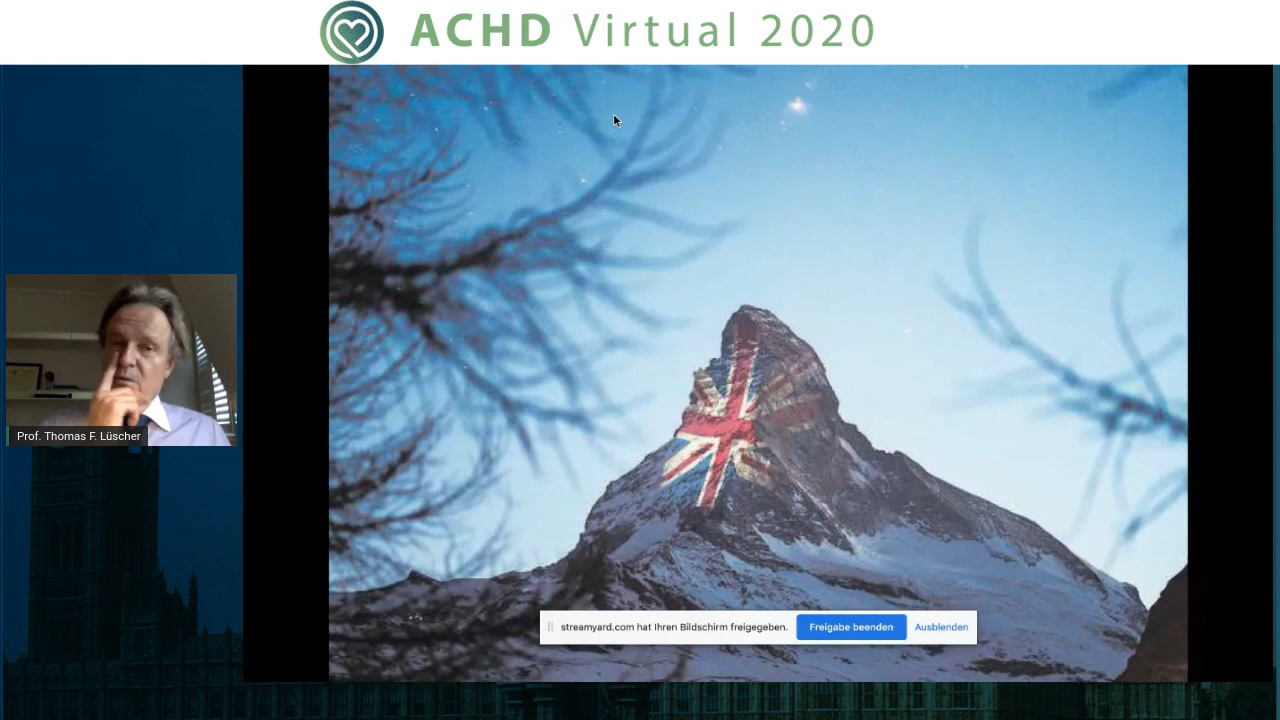 ACHD Virtual 2020
Prof. Thomas F. Lüscher
streamyard.com hat Ihren Bildschirm freigegeben.
Freigabe beenden
Ausblenden